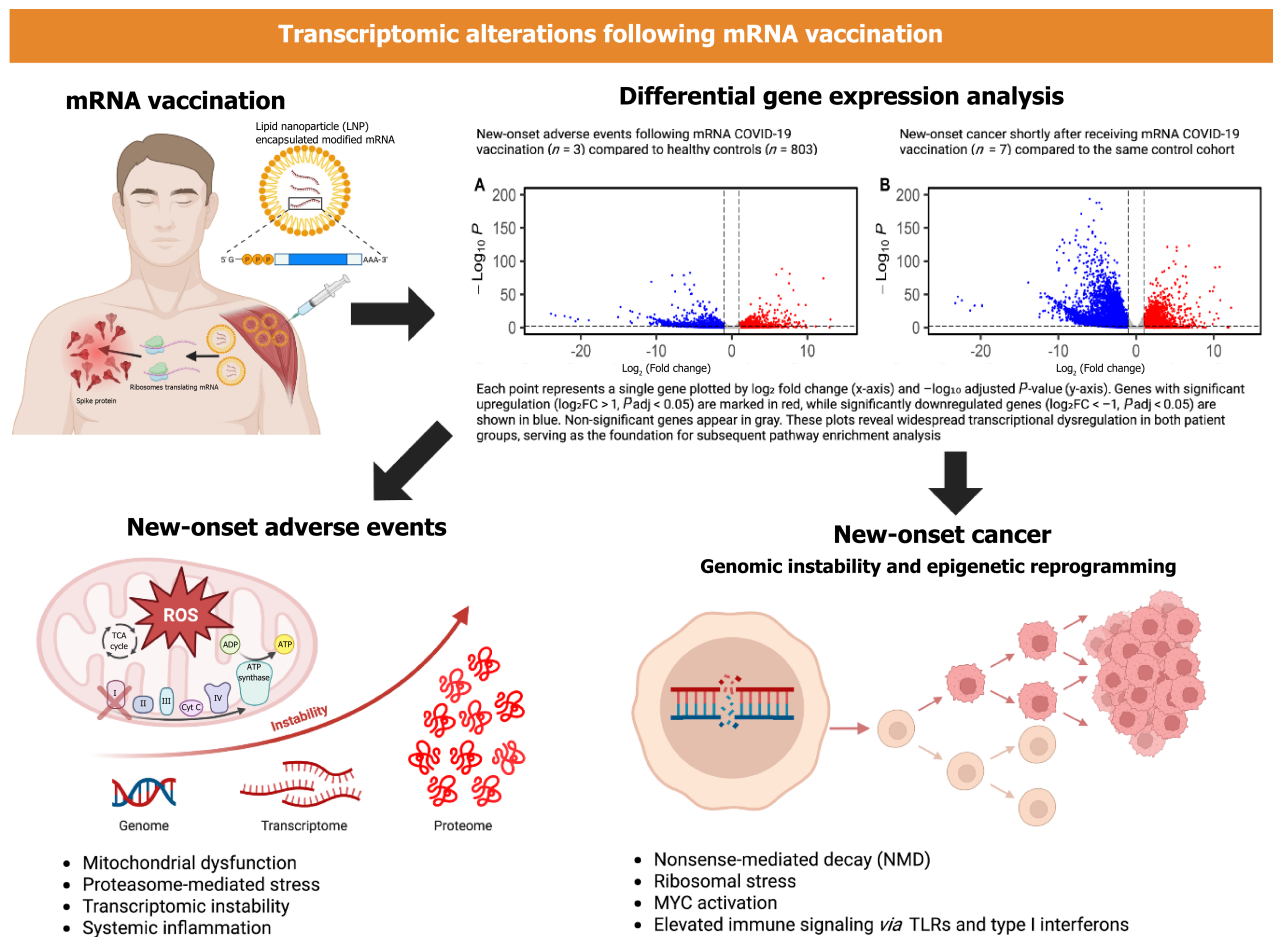 Transcriptomic alterations following mRNA vaccination
mRNA vaccination
Lipid nanoparticle (LNP)
encapsulated modified mRNA
5' G
P P P
AAA-3'
Ribosomes translating mRNA
Spike protein
Differential gene expression analysis
New-onset adverse events following mRNA COVID-19
vaccination (n = 3) compared to healthy controls (n = 803)
A
200
150
100
50
0
– Log₁₀ P
-20 -10 0 10
Log₂ (Fold change)
New-onset cancer shortly after receiving mRNA COVID-19
vaccination (n = 7) compared to the same control cohort
B
200
150
100
50
0
– Log₁₀ P
-20 -10 0 10
Log₂ (Fold change)
Each point represents a single gene plotted by log₂ fold change (x-axis) and −log₁₀ adjusted P-value (y-axis). Genes with significant
upregulation (log₂FC > 1, Padj < 0.05) are marked in red, while significantly downregulated genes (log₂FC < −1, Padj < 0.05) are
shown in blue. Non-significant genes appear in gray. These plots reveal widespread transcriptional dysregulation in both patient
groups, serving as the foundation for subsequent pathway enrichment analysis
New-onset adverse events
ROS
TCA
cycle
ADP
ATP
ATP
synthase
I
II
III
Cyt C
IV
Instability
Genome
Transcriptome
Proteome
• Mitochondrial dysfunction
• Proteasome-mediated stress
• Transcriptomic instability
• Systemic inflammation
New-onset cancer
Genomic instability and epigenetic reprogramming
• Nonsense-mediated decay (NMD)
• Ribosomal stress
• MYC activation
• Elevated immune signaling via TLRs and type I interferons